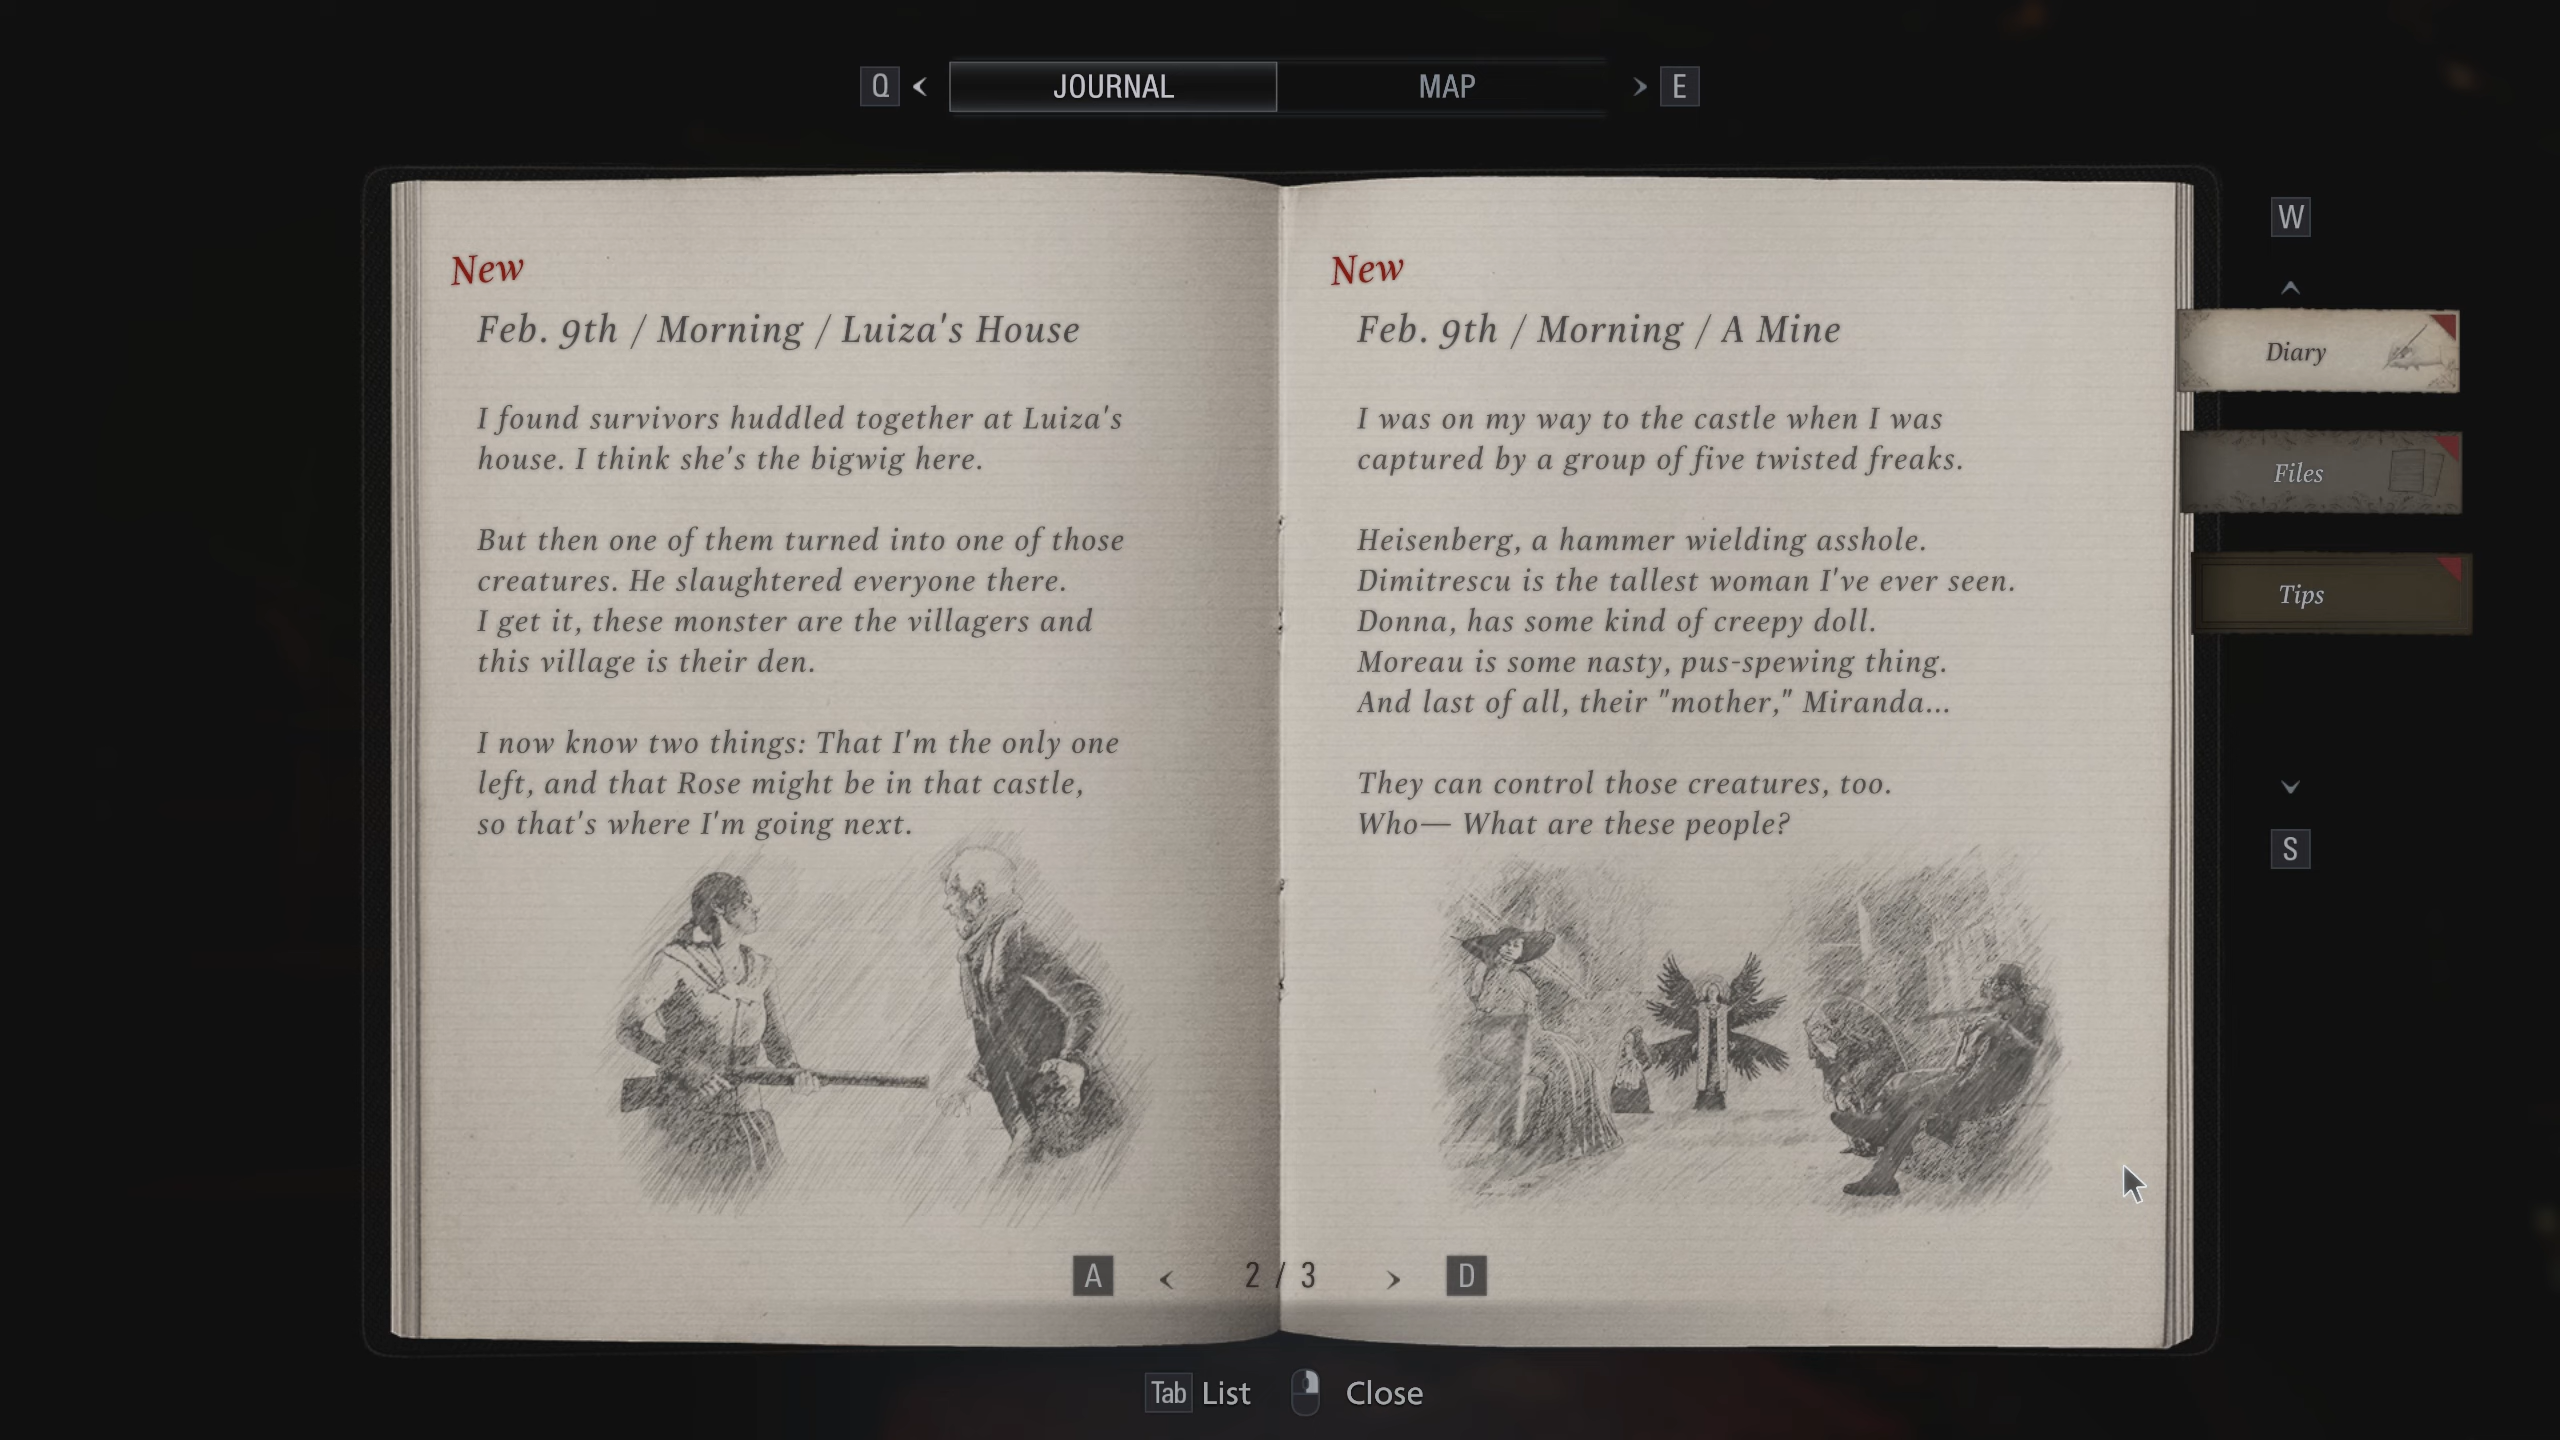 Q < JOURNAL MAP > E
New
Feb. 9th / Morning / Luiza's House
I found survivors huddled together at Luiza's
house. I think she's the bigwig here.
But then one of them turned into one of those
creatures. He slaughtered everyone there.
I get it, these monster are the villagers and
this village is their den.
I now know two things: That I'm the only one
left, and that Rose might be in that castle,
so that's where I'm going next.
New
Feb. 9th / Morning / A Mine
I was on my way to the castle when I was
captured by a group of five twisted freaks.
Heisenberg, a hammer wielding asshole.
Dimitrescu is the tallest woman I've ever seen.
Donna, has some kind of creepy doll.
Moreau is some nasty, pus-spewing thing.
And last of all, their "mother," Miranda...
They can control those creatures, too.
Who— What are these people?
W
Diary
Files
Tips
S
A < 2 / 3 > D
Tab List Close